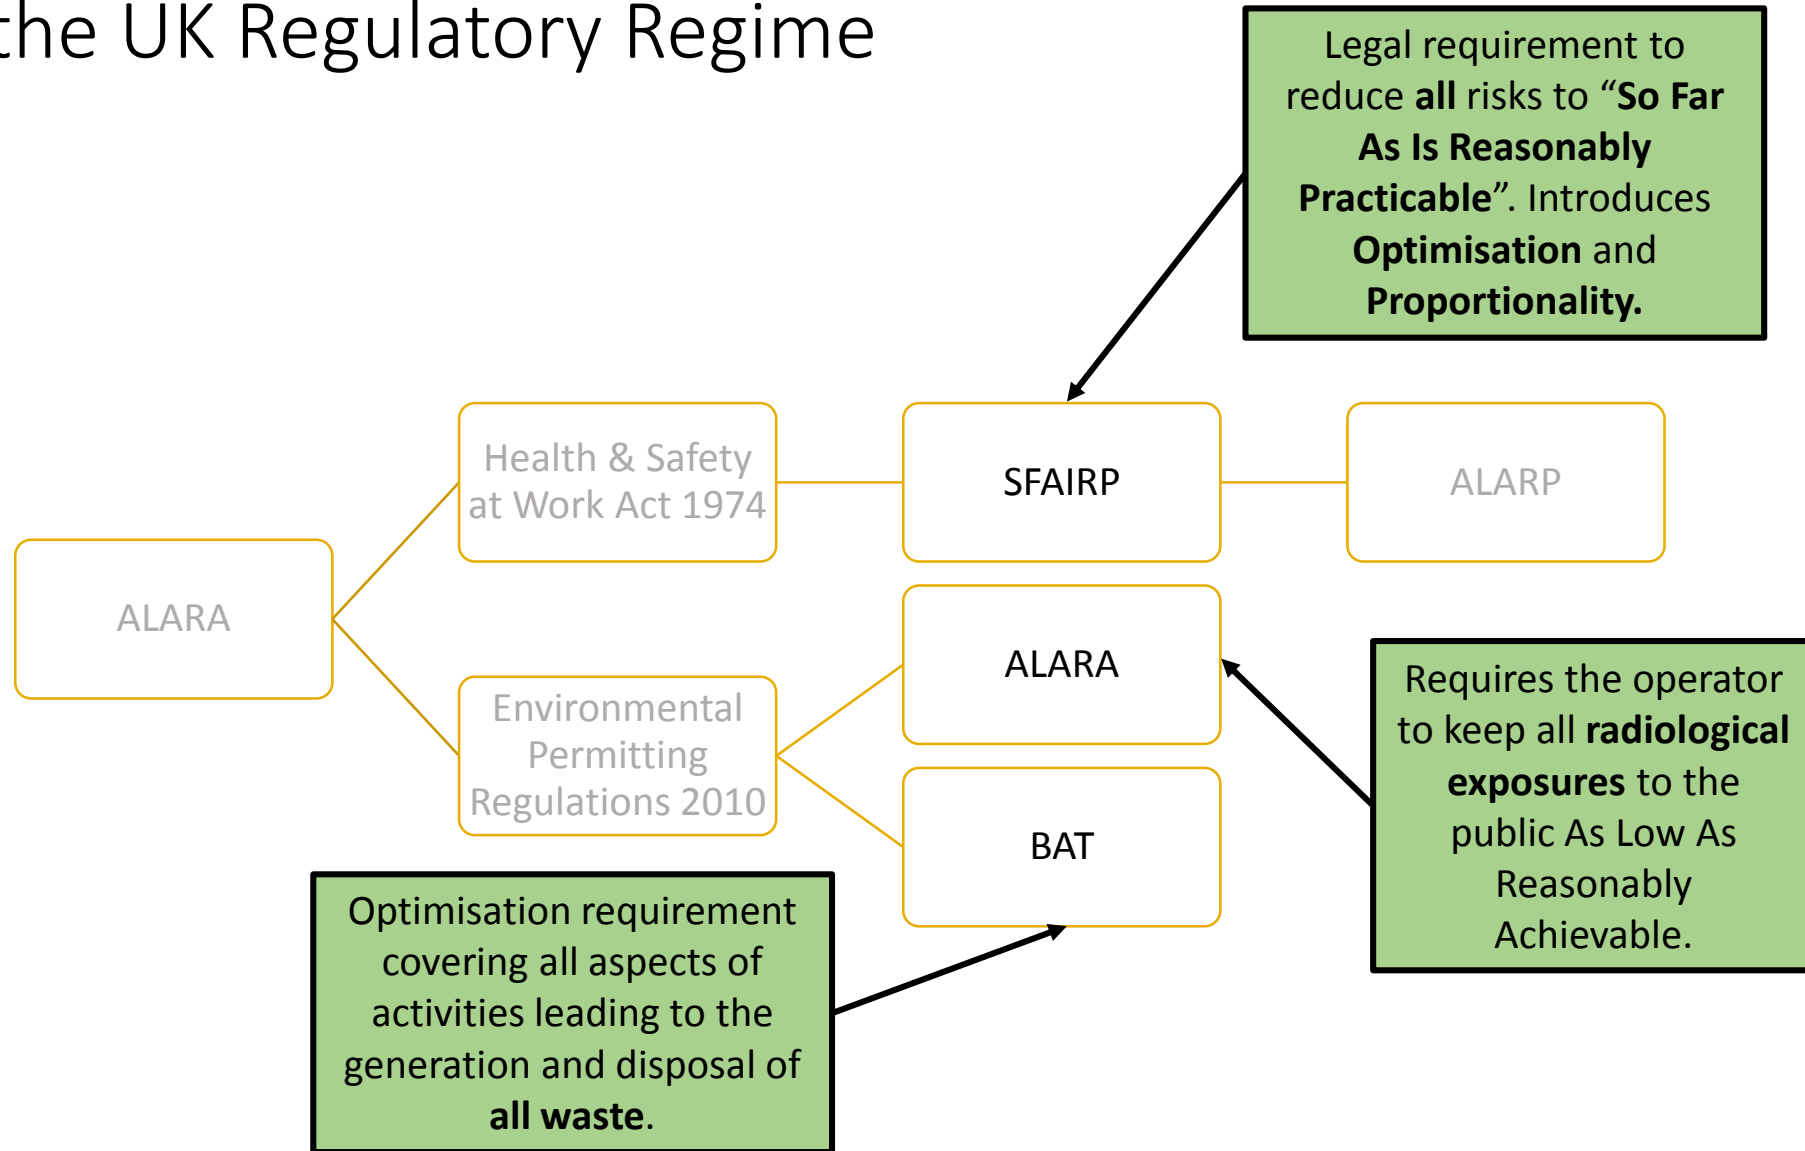 the UK Regulatory Regime
Legal requirement to
reduce all risks to “So Far
As Is Reasonably
Practicable”. Introduces
Optimisation and
Proportionality.
Health & Safety
at Work Act 1974
SFAIRP
ALARP
ALARA
ALARA
Environmental
Permitting
Regulations 2010
BAT
Requires the operator
to keep all radiological
exposures to the
public As Low As
Reasonably
Achievable.
Optimisation requirement
covering all aspects of
activities leading to the
generation and disposal of
all waste.